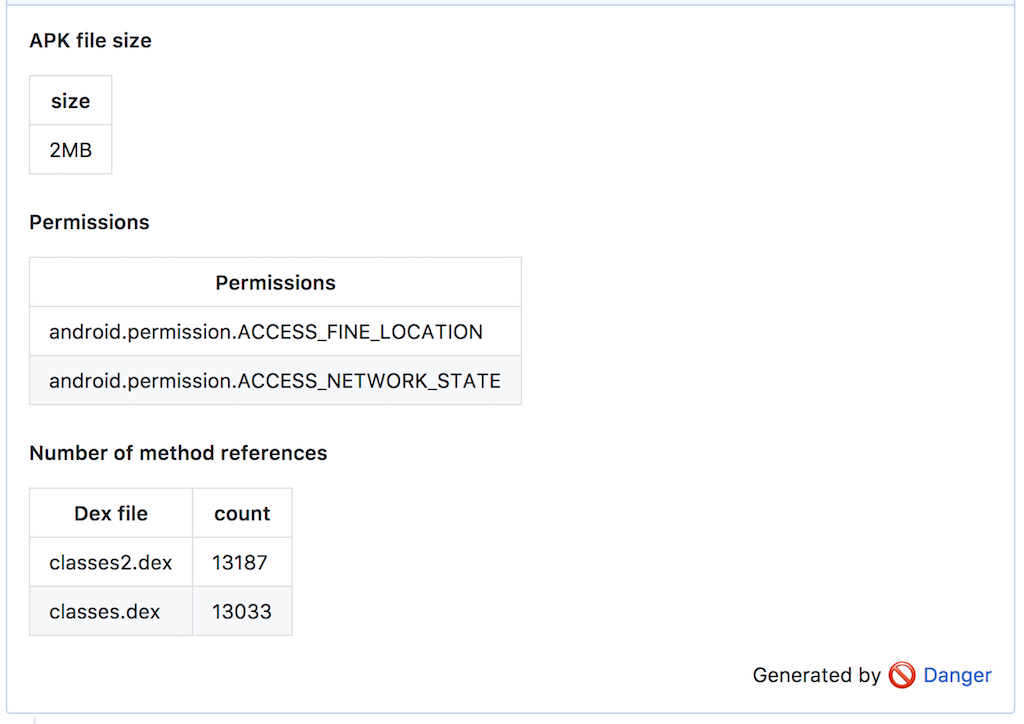 APK file size
size
2MB
Permissions
Permissions
android.permission.ACCESS_FINE_LOCATION
android.permission.ACCESS_NETWORK_STATE
Number of method references
Dex file count
classes2.dex 13187
classes.dex 13033
Generated by Danger